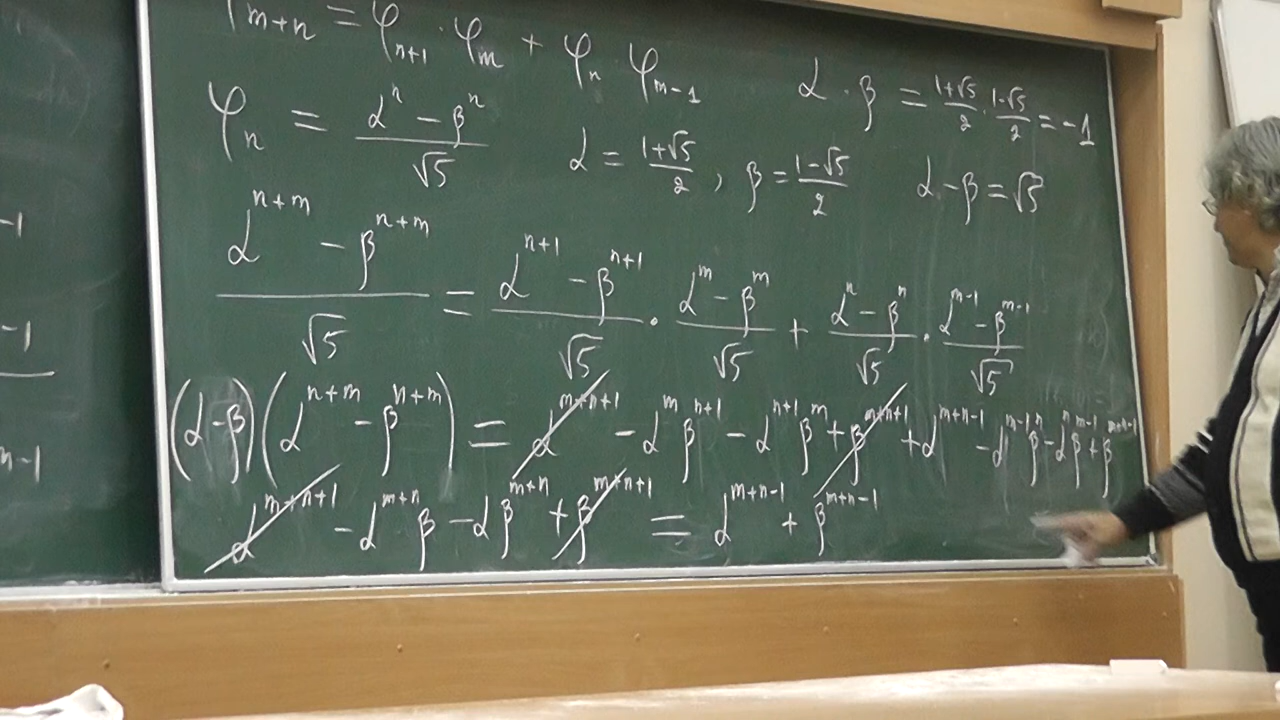 φ_{m+n} = φ_{n+1} · φ_m + φ_n φ_{m-1}
α · β = (1+√5)/2 · (1-√5)/2 = -1
φ_n = (α^n - β^n)/√5
α = (1+√5)/2 , β = (1-√5)/2
α - β = √5
(α^{n+m} - β^{n+m})/√5 = (α^{n+1} - β^{n+1})/√5 · (α^m - β^m)/√5 + (α^n - β^n)/√5 · (α^{m-1} - β^{m-1})/√5
(α-β)(α^{n+m} - β^{n+m}) = α^{m+n+1} - α^m β^{n+1} - α^{n+1} β^m + β^{m+n+1} + α^{m+n-1} - α^{m-1} β^n - α^n β^{m-1} + β^{m+n-1}
α^{m+n+1} - α^{m+n} β - α β^{m+n} + β^{m+n+1} = α^{m+n-1} + β^{m+n-1}
-1
-1